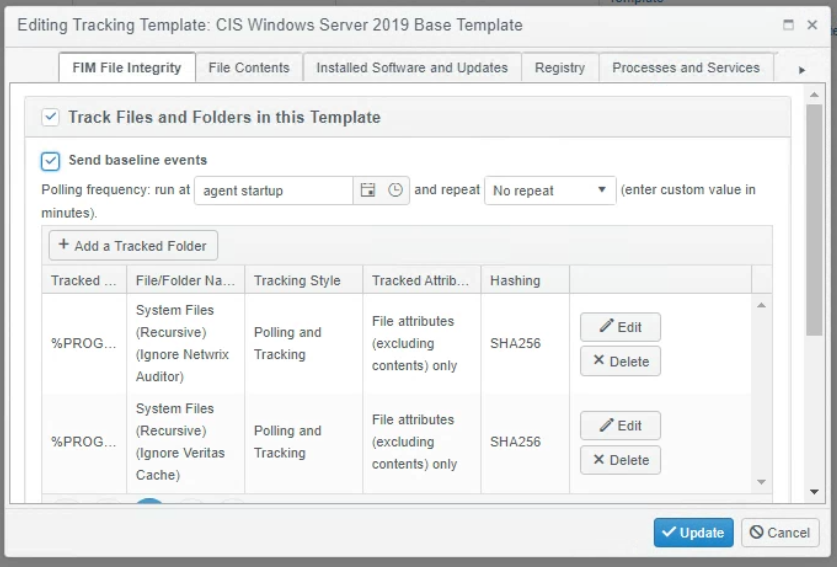 Template
Editing Tracking Template: CIS Windows Server 2019 Base Template
FIM File Integrity
File Contents
Installed Software and Updates
Registry
Processes and Services
Track Files and Folders in this Template
Send baseline events
Polling frequency: run at agent startup and repeat No repeat (enter custom value in
minutes).
+ Add a Tracked Folder
Tracked ...
File/Folder Na...
Tracking Style
Tracked Attrib...
Hashing
%PROG...
System Files
(Recursive)
(Ignore Netwrix
Auditor)
Polling and
Tracking
File attributes
(excluding
contents) only
SHA256
Edit
Delete
%PROG...
System Files
(Recursive)
(Ignore Veritas
Cache)
Polling and
Tracking
File attributes
(excluding
contents) only
SHA256
Edit
Delete
Update
Cancel